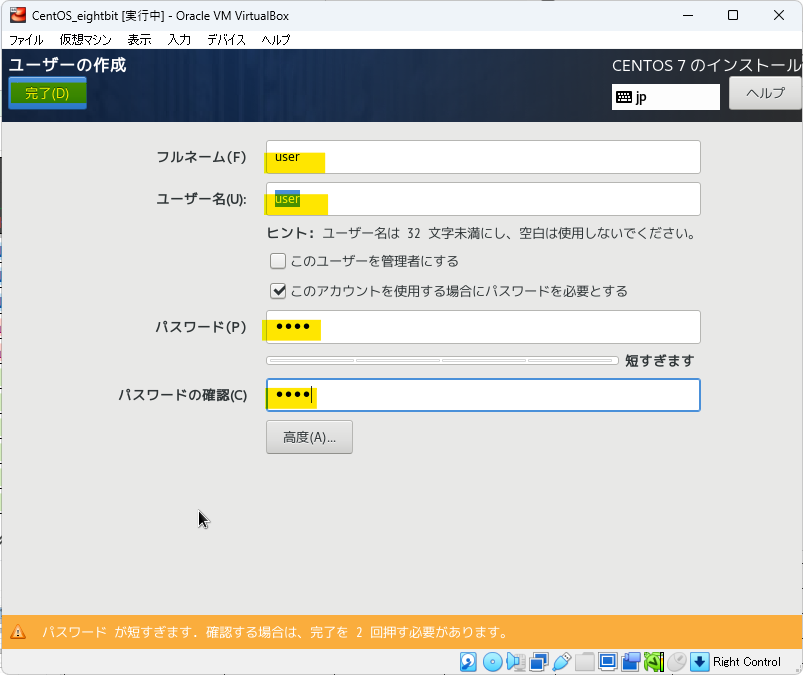 CentOS_eightbit [実行中] - Oracle VM VirtualBox
ファイル 仮想マシン 表示 入力 デバイス ヘルプ
ユーザーの作成
CENTOS 7 のインストール
完了(D)
jp
ヘルプ
フルネーム(F)
user
ユーザー名(U):
user
ヒント: ユーザー名は 32 文字未満にし、空白は使用しないでください。
このユーザーを管理者にする
このアカウントを使用する場合にパスワードを必要とする
パスワード(P)
••••
短すぎます
パスワードの確認(C)
••••
高度(A)...
パスワード が短すぎます. 確認する場合は、完了を 2 回押す必要があります。
Right Control